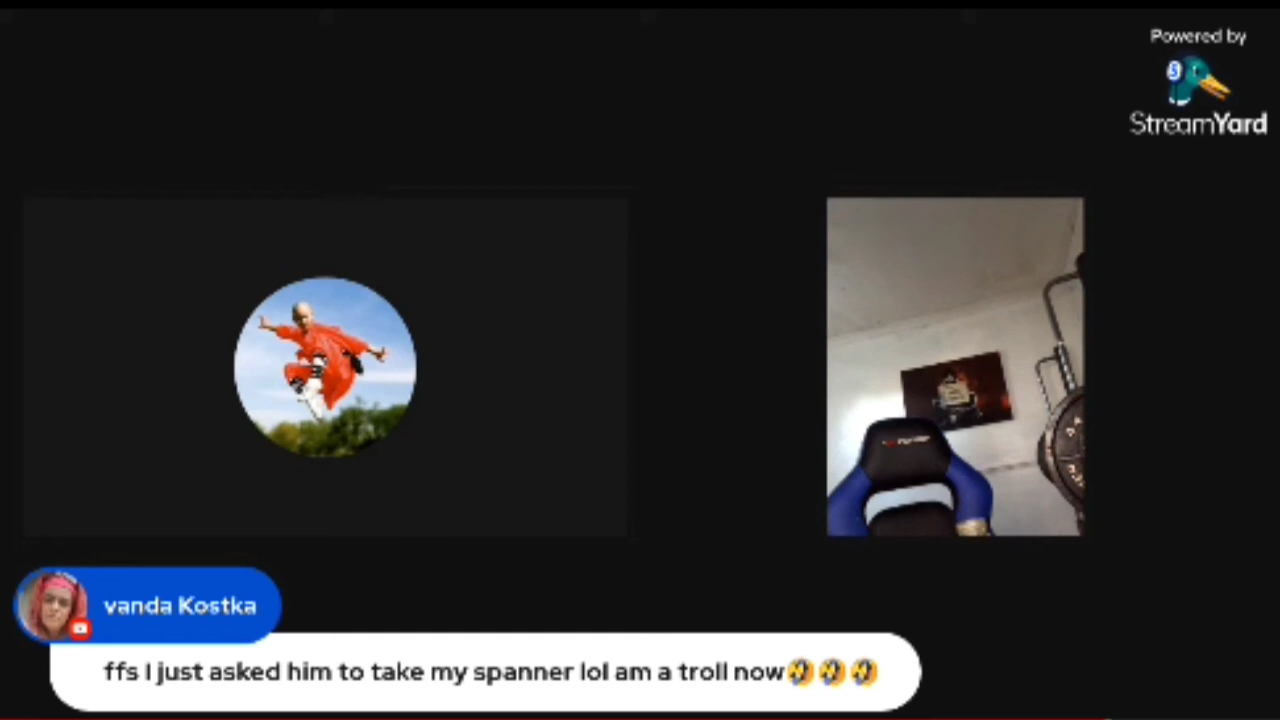 Powered by
StreamYard
vanda Kostka
ffs I just asked him to take my spanner lol am a troll now🤣🤣🤣